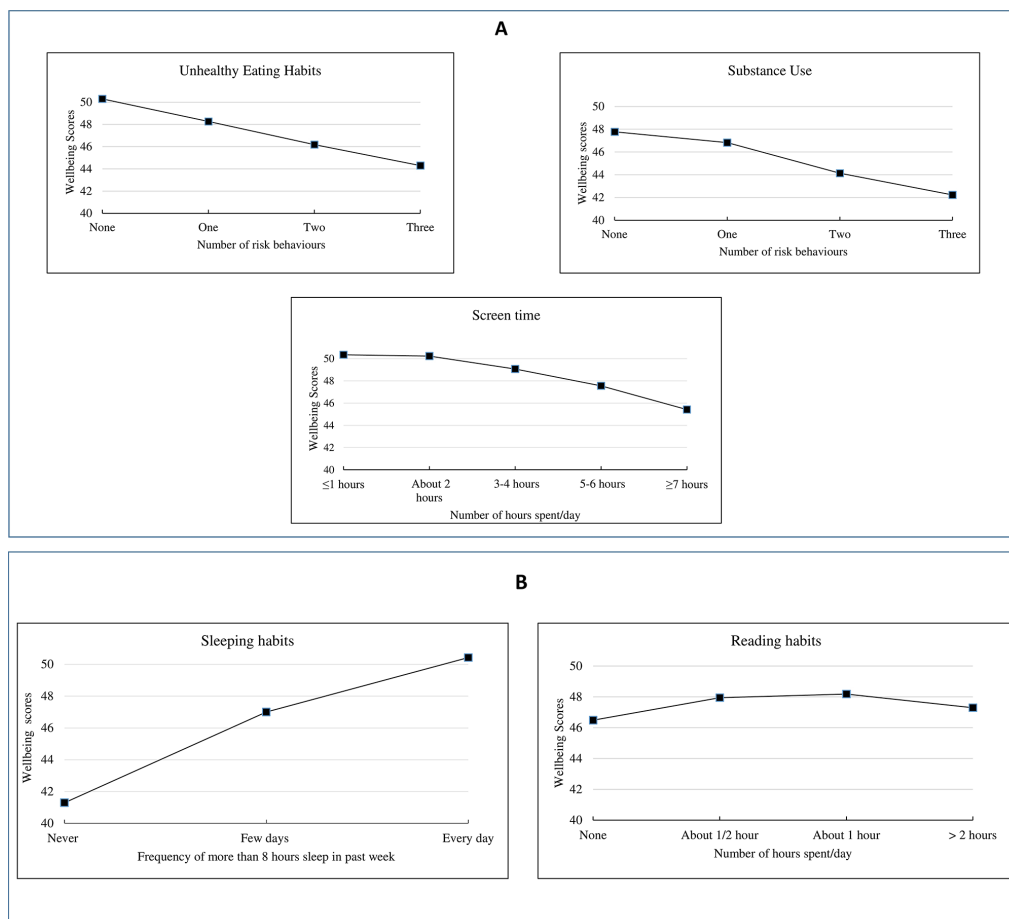 A
Unhealthy Eating Habits
Wellbeing Scores
50
48
46
44
42
40
None One Two Three
Number of risk behaviours
Substance Use
Wellbeing scores
50
48
46
44
42
40
None One Two Three
Number of risk behaviours
Screen time
Wellbeing Scores
50
48
46
44
42
40
≤1 hours About 2 3-4 hours 5-6 hours ≥7 hours
hours
Number of hours spent/day
B
Sleeping habits
Wellbeing scores
50
48
46
44
42
40
Never Few days Every day
Frequency of more than 8 hours sleep in past week
Reading habits
Wellbeing Scores
50
48
46
44
42
40
None About 1/2 hour About 1 hour > 2 hours
Number of hours spent/day